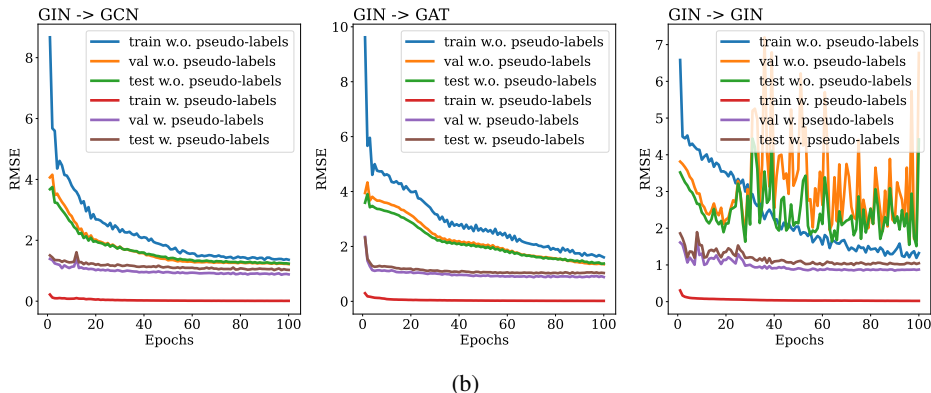 GIN -> GCN
8
6
4
2
0
RMSE
train w.o. pseudo-labels
val w.o. pseudo-labels
test w.o. pseudo-labels
train w. pseudo-labels
val w. pseudo-labels
test w. pseudo-labels
0 20 40 60 80 100
Epochs
GIN -> GAT
10
8
6
4
2
0
RMSE
train w.o. pseudo-labels
val w.o. pseudo-labels
test w.o. pseudo-labels
train w. pseudo-labels
val w. pseudo-labels
test w. pseudo-labels
0 20 40 60 80 100
Epochs
GIN -> GIN
7
6
5
4
3
2
1
0
RMSE
train w.o. pseudo-labels
val w.o. pseudo-labels
test w.o. pseudo-labels
train w. pseudo-labels
val w. pseudo-labels
test w. pseudo-labels
0 20 40 60 80 100
Epochs
(b)